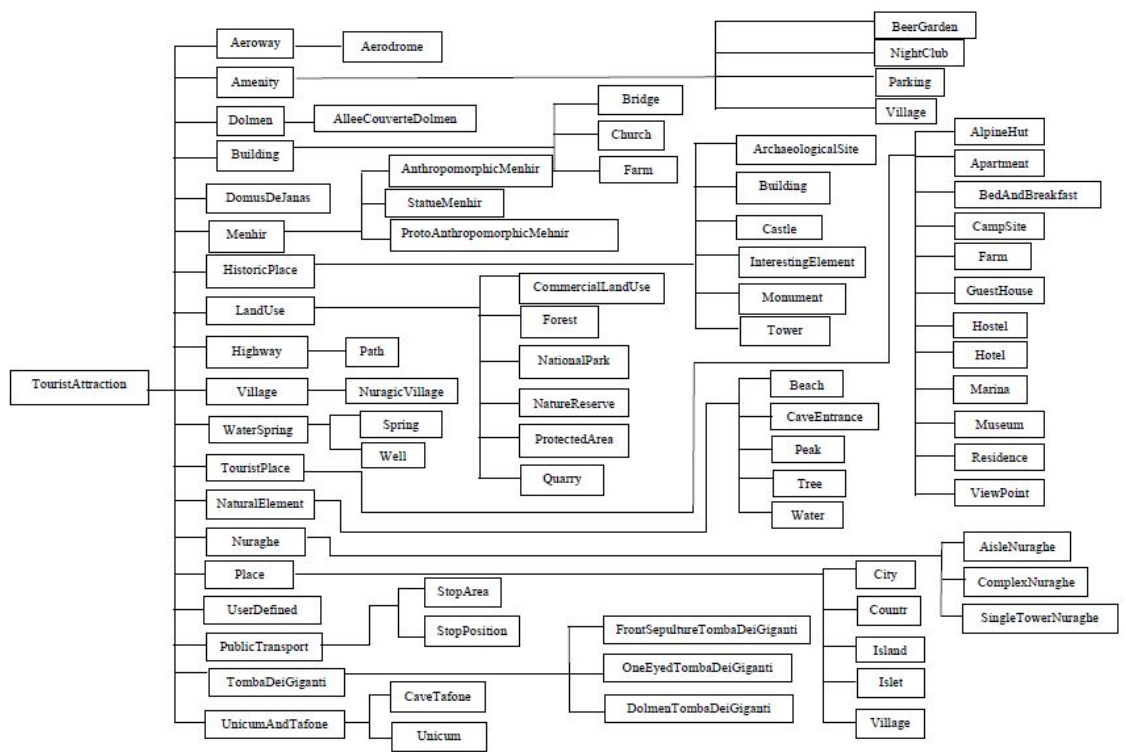 TouristAttraction
Aeroway
Aerodrome
Amenity
BeerGarden
NightClub
Parking
Village
Dolmen
AlleeCouverteDolmen
Building
Bridge
Church
Farm
DomusDeJanas
Menhir
AnthropomorphicMenhir
StatueMenhir
ProtoAnthropomorphicMehnir
HistoricPlace
ArchaeologicalSite
Building
Castle
InterestingElement
Monument
Tower
LandUse
CommercialLandUse
Forest
NationalPark
NatureReserve
ProtectedArea
Quarry
Highway
Path
Village
NuragicVillage
WaterSpring
Spring
Well
TouristPlace
AlpineHut
Apartment
BedAndBreakfast
CampSite
Farm
GuestHouse
Hostel
Hotel
Marina
Museum
Residence
ViewPoint
NaturalElement
Beach
CaveEntrance
Peak
Tree
Water
Nuraghe
AisleNuraghe
ComplexNuraghe
SingleTowerNuraghe
Place
City
Countr
Island
Islet
Village
UserDefined
PublicTransport
StopArea
StopPosition
TombaDeiGiganti
FrontSepultureTombaDeiGiganti
OneEyedTombaDeiGiganti
DolmenTombaDeiGiganti
UnicumAndTafone
CaveTafone
Unicum